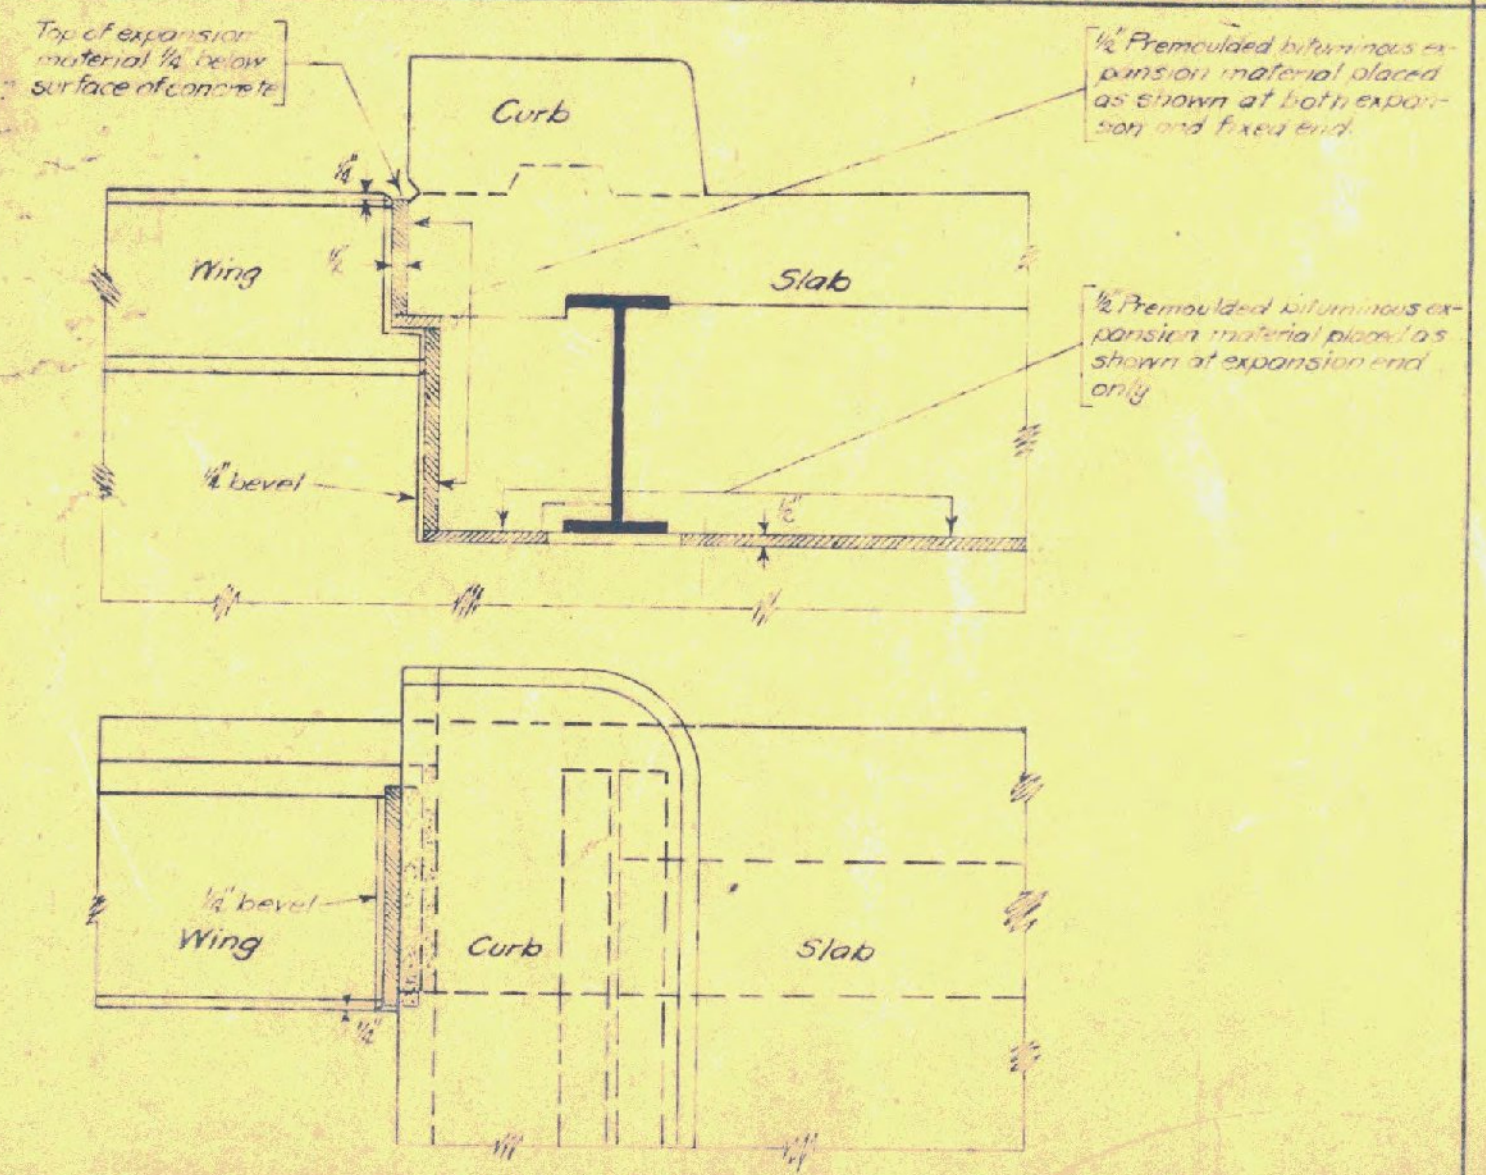 Top of expansion
material 1/4" below
surface of concrete
1/2" Premoulded bituminous ex-
pansion material placed
as shown at both expan-
sion and fixed end.
Curb
1/4"
Wing
1/2"
Slab
1/2" Premoulded bituminous ex-
pansion material placed as
shown at expansion end
only
1/4" bevel
1/2"
1/4" bevel
Wing
Curb
Slab